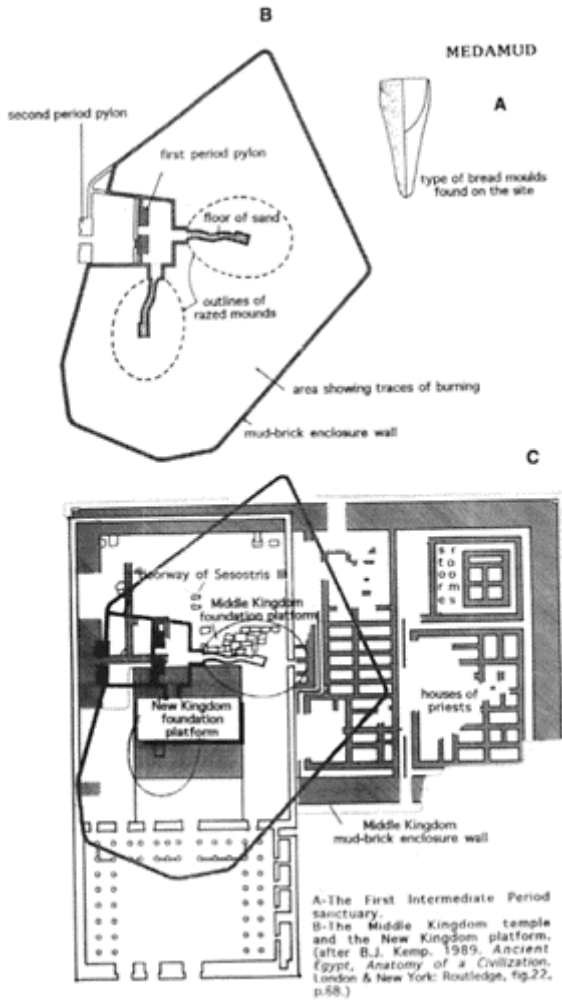 B
MEDAMUD
A
second period pylon
first period pylon
type of bread moulds
found on the site
floor of sand
outlines of
razed mounds
area showing traces of burning
mud-brick enclosure wall
C
doorway of Sesostris III
Middle Kingdom
foundation platform
s r
t o
o o
r m
e s
houses of
priests
New Kingdom
foundation
platform
Middle Kingdom
mud-brick enclosure wall
A-The First Intermediate Period
sanctuary.
B-The Middle Kingdom temple
and the New Kingdom platform.
(after B.J. Kemp. 1989. Ancient
Egypt, Anatomy of a Civilization.
London & New York: Routledge, fig.22,
p.68.)